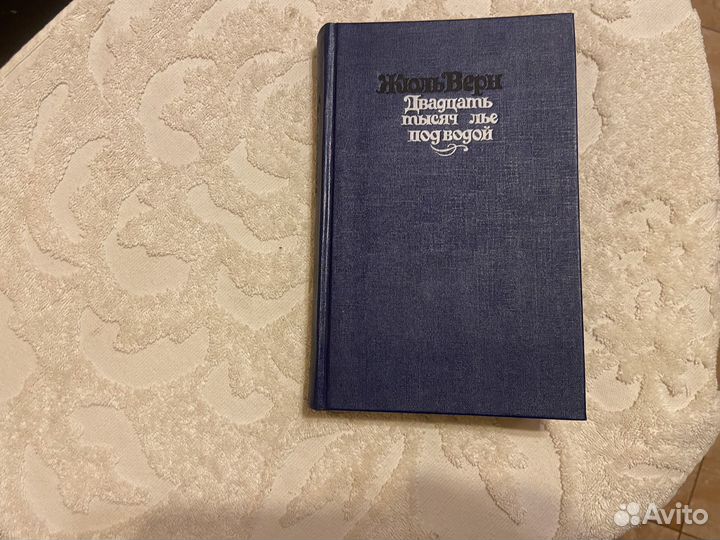 Жюль Верн
Двадцать
тысяч лье
под водой
Avito